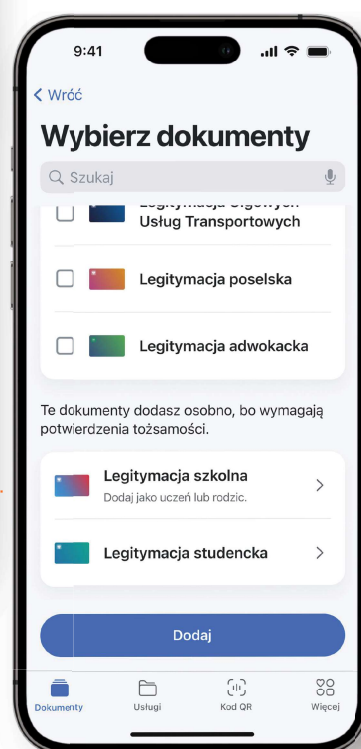 9:41
Wróć
Wybierz dokumenty
Szukaj
Usług Transportowych
Legitymacja poselska
Legitymacja adwokacka
Te dokumenty dodasz osobno, bo wymagają
potwierdzenia tożsamości.
Legitymacja szkolna
Dodaj jako uczeń lub rodzic.
Legitymacja studencka
Dodaj
Dokumenty Usługi Kod QR Więcej